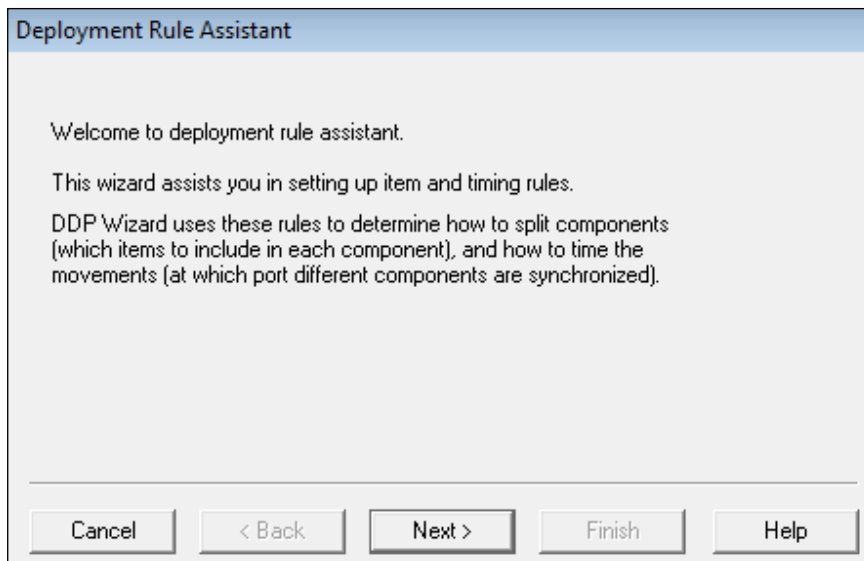 Deployment Rule Assistant
Welcome to deployment rule assistant.
This wizard assists you in setting up item and timing rules.
DDP Wizard uses these rules to determine how to split components
(which items to include in each component), and how to time the
movements (at which port different components are synchronized).
Cancel
< Back
Next >
Finish
Help